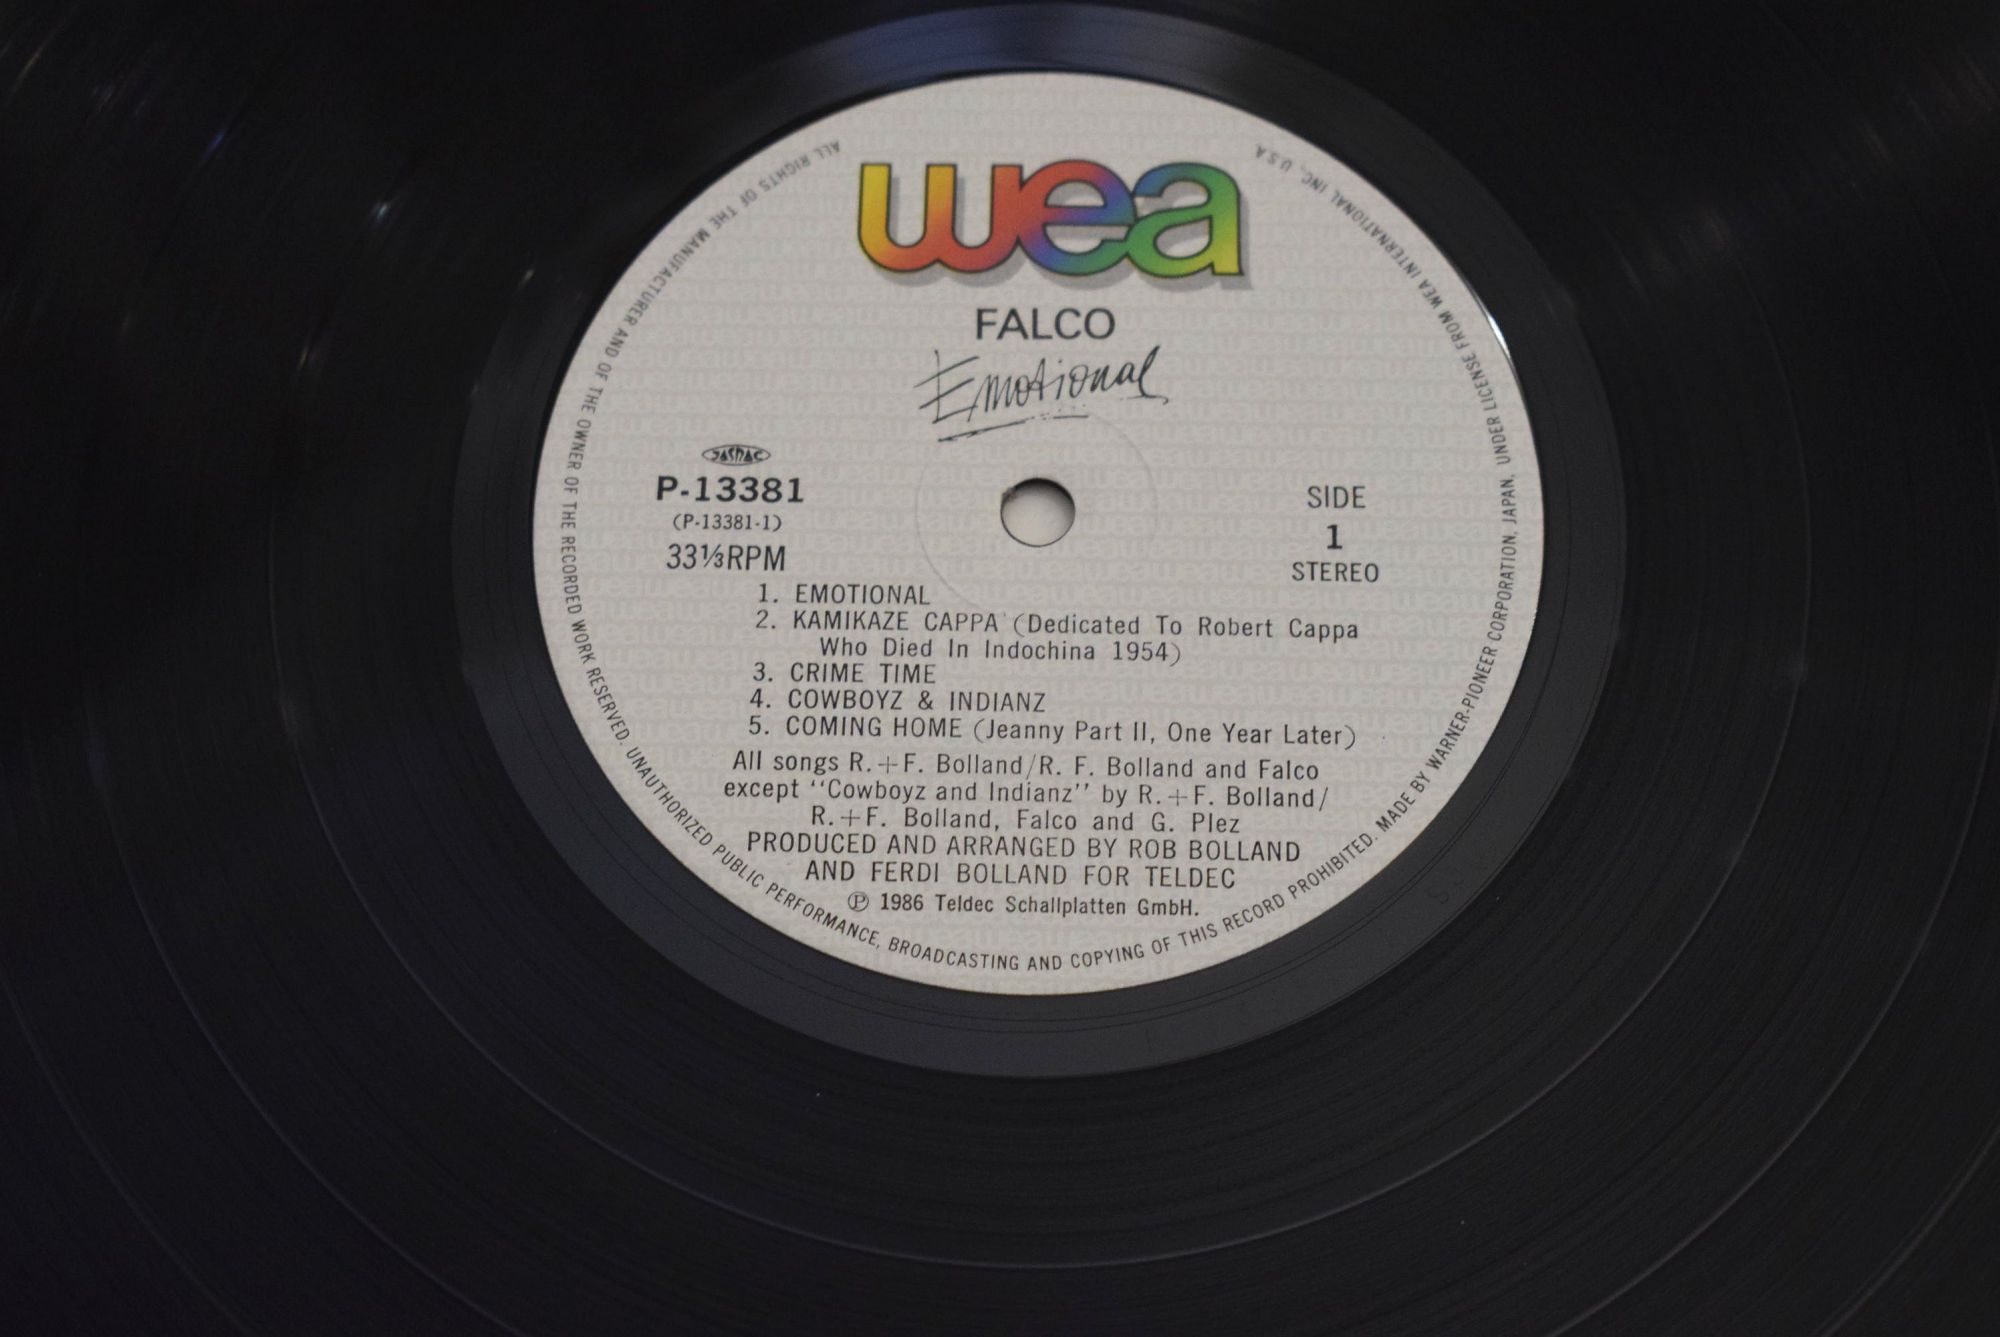 wea
FALCO
Emotional
JASRAC
P-13381
(P-13381-1)
33⅓RPM
SIDE
1
STEREO
1. EMOTIONAL
2. KAMIKAZE CAPPA (Dedicated To Robert Cappa
Who Died In Indochina 1954)
3. CRIME TIME
4. COWBOYZ & INDIANZ
5. COMING HOME (Jeanny Part II, One Year Later)
All songs R.+F. Bolland/R. F. Bolland and Falco
except "Cowboyz and Indianz" by R.+F. Bolland/
R.+F. Bolland, Falco and G. Plez
PRODUCED AND ARRANGED BY ROB BOLLAND
AND FERDI BOLLAND FOR TELDEC
℗ 1986 Teldec Schallplatten GmbH.
ALL RIGHTS OF THE MANUFACTURER AND OF THE OWNER OF THE RECORDED WORK RESERVED. UNAUTHORIZED PUBLIC PERFORMANCE, BROADCASTING AND COPYING OF THIS RECORD PROHIBITED. MADE BY WARNER-PIONEER CORPORATION, JAPAN, UNDER LICENSE FROM WEA INTERNATIONAL INC., U.S.A.